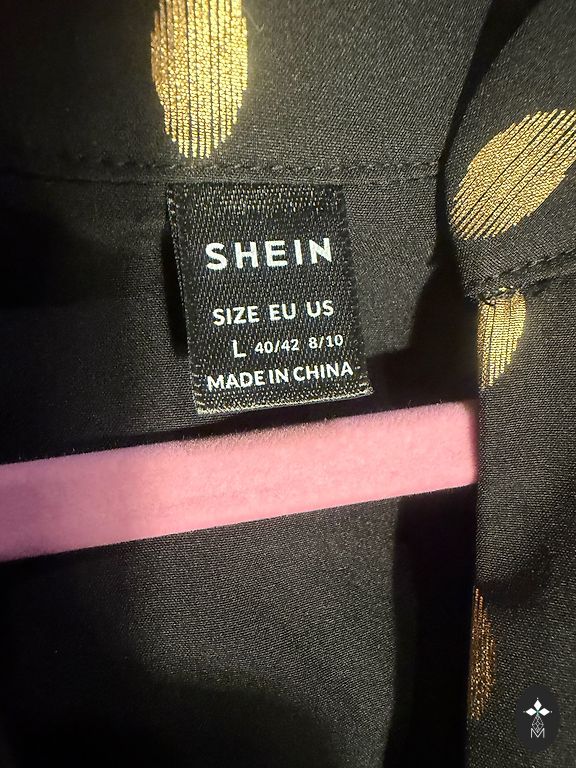 SHEIN
SIZE EU US
L 40/42 8/10
MADE IN CHINA
M